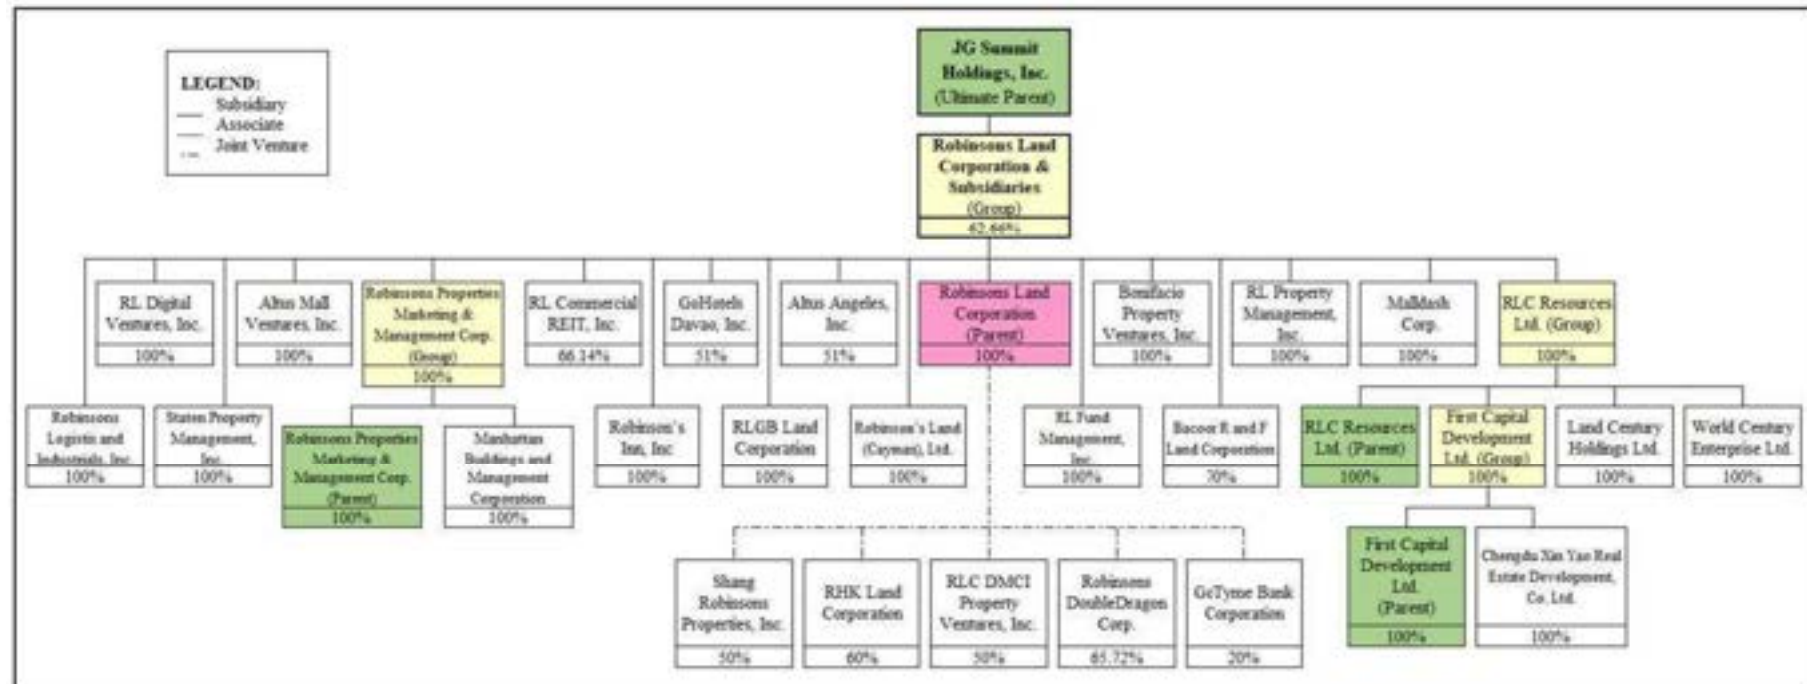 LEGEND:
Subsidiary
Associate
Joint Venture
JG Summit
Holdings, Inc.
(Ultimate Parent)
Robinsons Land
Corporation &
Subsidiaries
(Group)
62.66%
RL Digital
Ventures, Inc.
100%
Altus Mall
Ventures, Inc.
100%
Robinsons Properties
Marketing &
Management Corp.
(Group)
100%
RL Commercial
REIT, Inc.
66.14%
GoHotels
Davao, Inc.
51%
Altus Angeles,
Inc.
51%
Robinsons Land
Corporation
(Parent)
100%
Bonifacio
Property
Ventures, Inc.
100%
RL Property
Management,
Inc.
100%
Malldash
Corp.
100%
RLC Resources
Ltd. (Group)
100%
Robinsons
Logistix and
Industrials, Inc
100%
Staten Property
Management,
Inc.
100%
Robinsons Properties
Marketing &
Management Corp.
(Parent)
100%
Manhattan
Buildings and
Management
Corporation
100%
Robinson's
Inn, Inc
100%
RLGB Land
Corporation
100%
Robinson's Land
(Cayman), Ltd.
100%
RL Fund
Management,
Inc.
100%
Bacoor R and F
Land Corporation
70%
RLC Resources
Ltd. (Parent)
100%
First Capital
Development
Ltd. (Group)
100%
Land Century
Holdings Ltd.
100%
World Century
Enterprise Ltd.
100%
Shang
Robinsons
Properties, Inc.
50%
RHK Land
Corporation
60%
RLC DMCI
Property
Ventures, Inc.
50%
Robinsons
DoubleDragon
Corp.
65.72%
GoTyme Bank
Corporation
20%
First Capital
Development
Ltd.
(Parent)
100%
Chengdu Xin Yao Real
Estate Development,
Co. Ltd.
100%